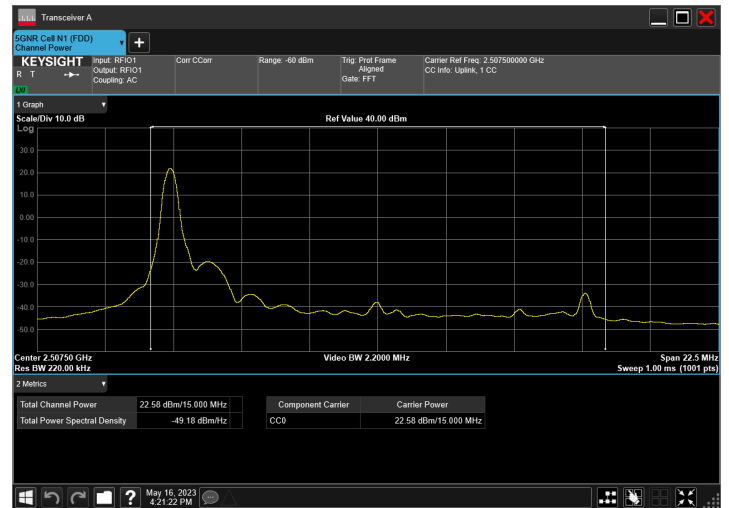 Transceiver A
5GNR Cell N1 (FDD)
Channel Power
KEYSIGHT
R T
LXI
Input: RFIO1
Output: RFIO1
Coupling: AC
Corr CCorr
Range: -60 dBm
Trig: Prot Frame
Aligned
Gate: FFT
Carrier Ref Freq: 2.507500000 GHz
CC Info: Uplink, 1 CC
1 Graph
Scale/Div 10.0 dB
Ref Value 40.00 dBm
Log
30.0
20.0
10.0
0.00
-10.0
-20.0
-30.0
-40.0
-50.0
Center 2.50750 GHz
Video BW 2.2000 MHz
Span 22.5 MHz
Res BW 220.00 kHz
Sweep 1.00 ms (1001 pts)
2 Metrics
Total Channel Power 22.58 dBm/15.000 MHz
Total Power Spectral Density -49.18 dBm/Hz
Component Carrier Carrier Power
CC0 22.58 dBm/15.000 MHz
May 16, 2023
4:21:22 PM